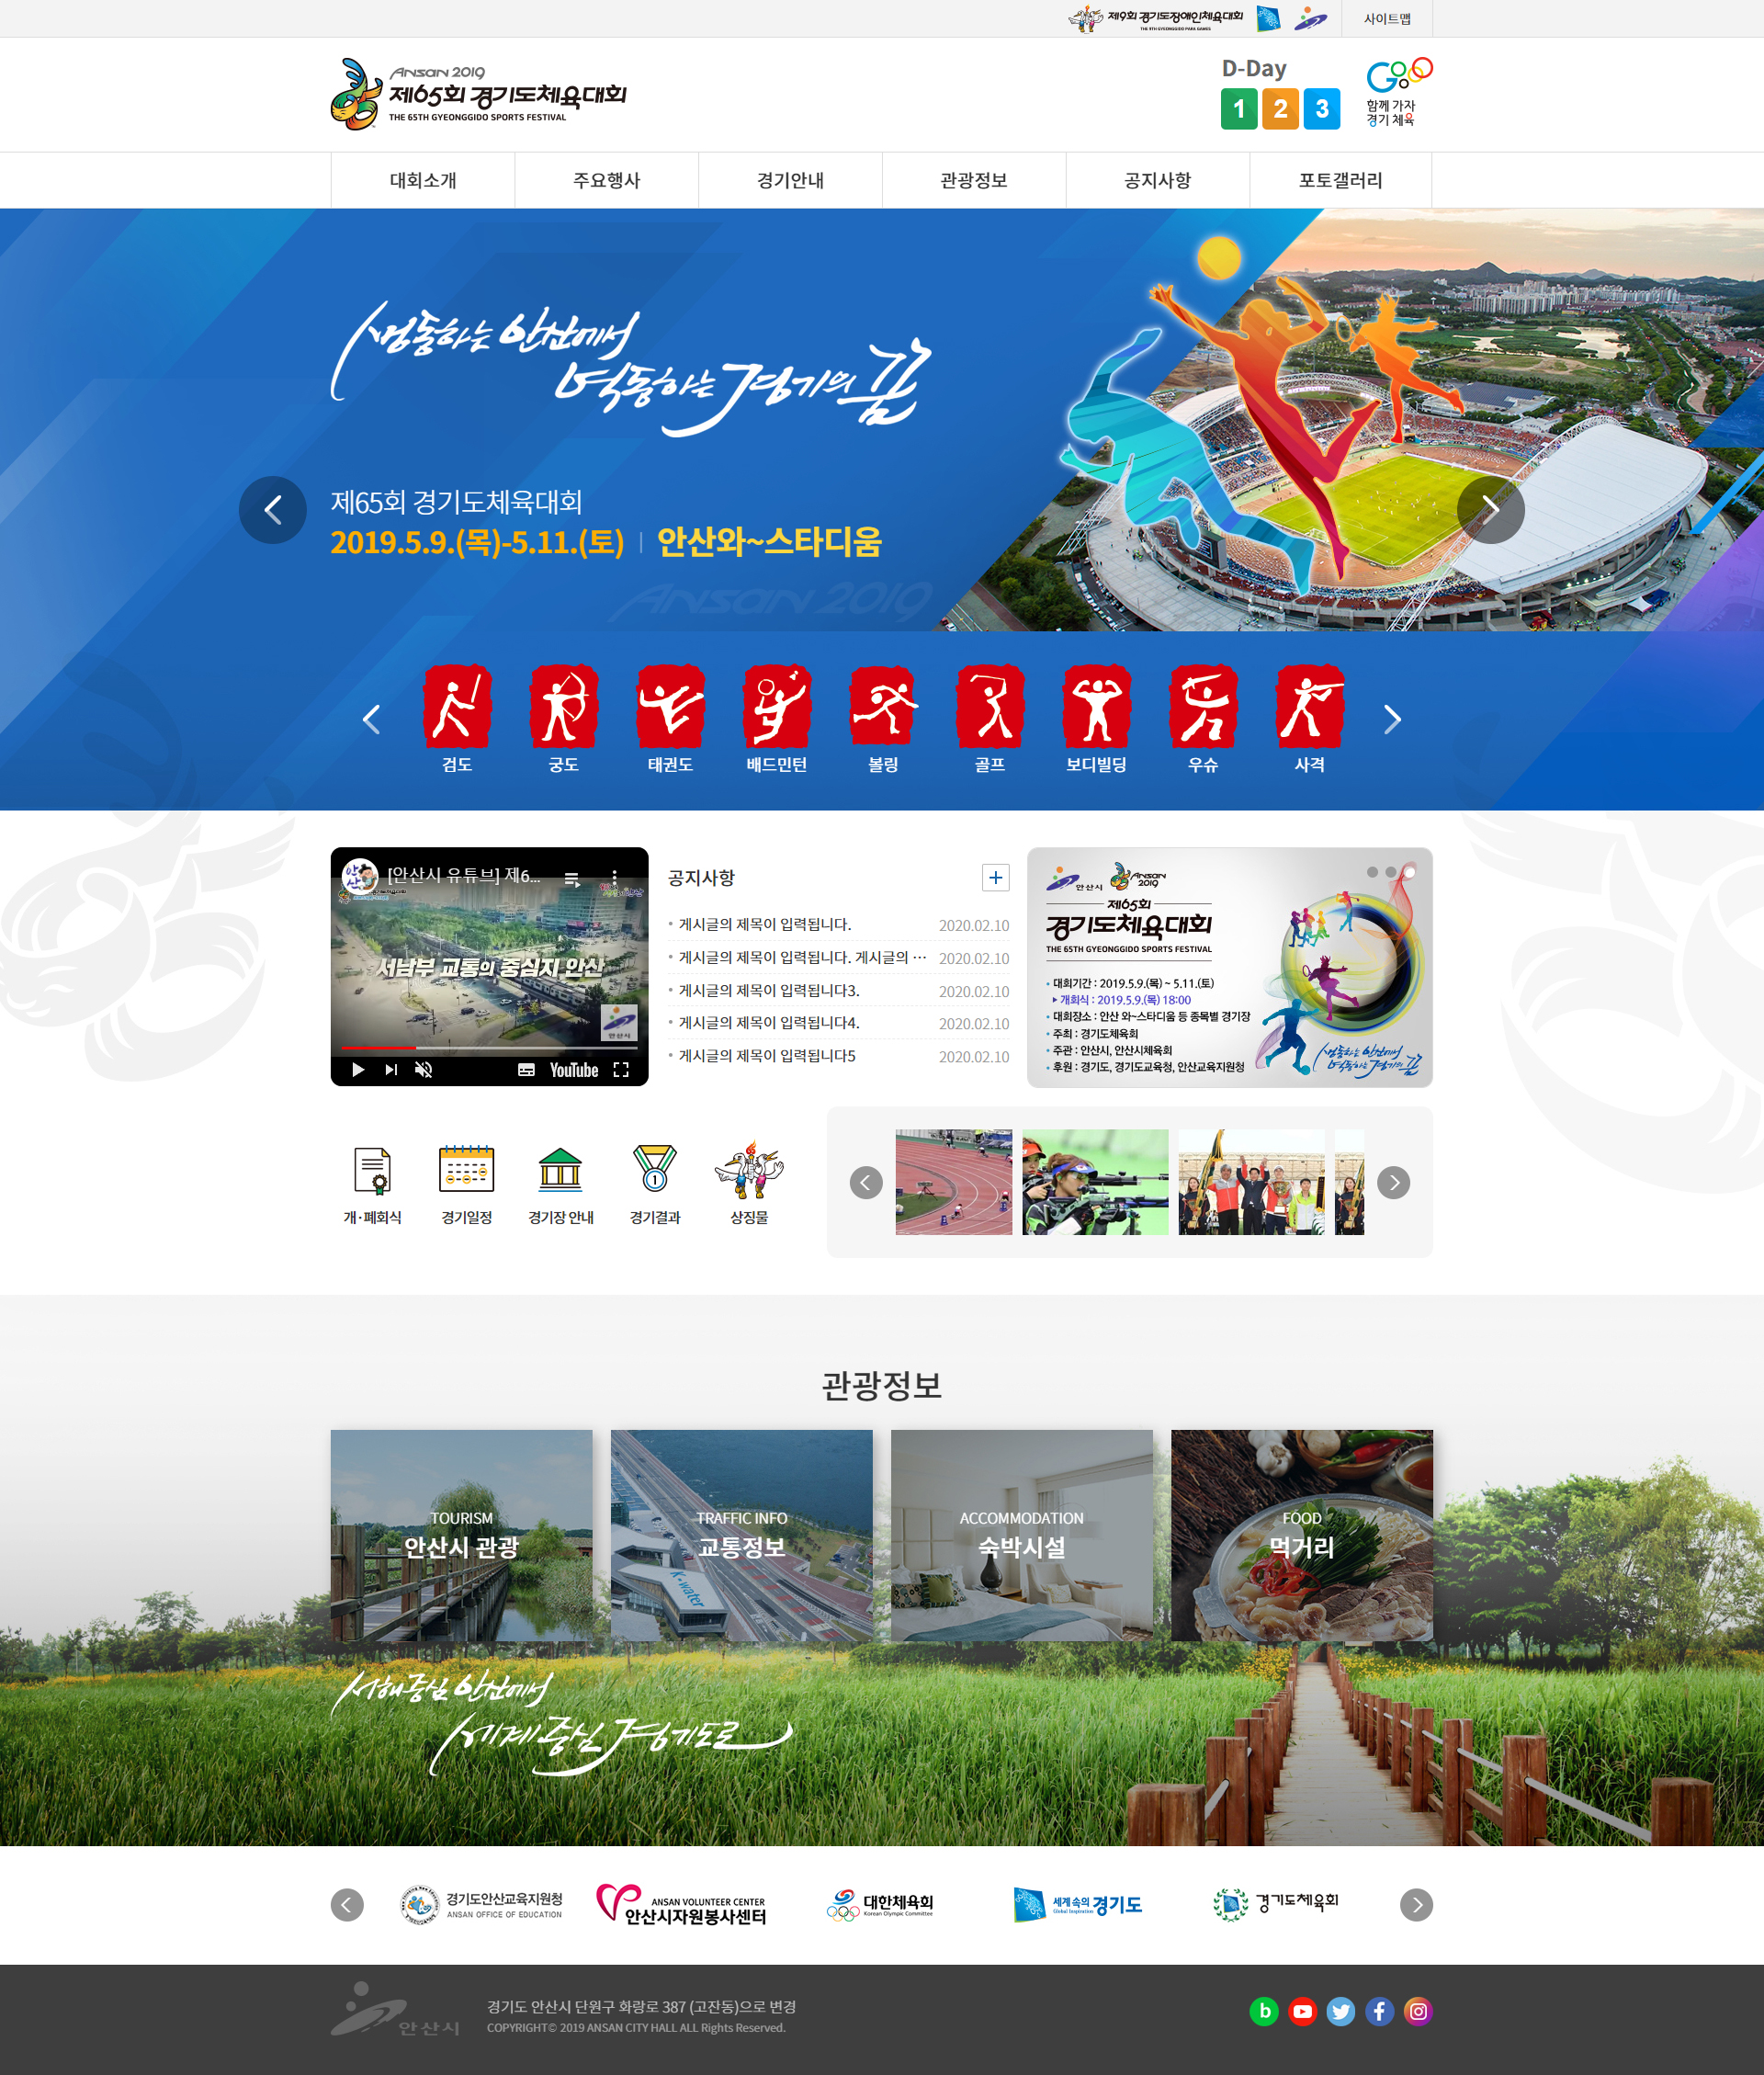 제9회 경기도장애인체육대회
THE 9TH GYEONGGIDO PARA GAMES
사이트맵
ANSAN 2019
제65회 경기도체육대회
THE 65TH GYEONGGIDO SPORTS FESTIVAL
D-Day
1 2 3
Go
함께 가자
경기 체육
대회소개
주요행사
경기안내
관광정보
공지사항
포토갤러리
생동하는 안산에서
역동하는 경기의 꿈
제65회 경기도체육대회
2019.5.9.(목)-5.11.(토) | 안산와~스타디움
ANSAN 2019
검도
궁도
태권도
배드민턴
볼링
골프
보디빌딩
우슈
사격
[안산시 유튜브] 제6...
서남부 교통의 중심지 안산
안산시
YouTube
공지사항
게시글의 제목이 입력됩니다. 2020.02.10
게시글의 제목이 입력됩니다. 게시글의 … 2020.02.10
게시글의 제목이 입력됩니다3. 2020.02.10
게시글의 제목이 입력됩니다4. 2020.02.10
게시글의 제목이 입력됩니다5 2020.02.10
안산시
ANSAN 2019
제65회
경기도체육대회
THE 65TH GYEONGGIDO SPORTS FESTIVAL
대회기간 : 2019.5.9.(목) ~ 5.11.(토)
개회식 : 2019.5.9.(목) 18:00
대회장소 : 안산 와~스타디움 등 종목별 경기장
주최 : 경기도체육회
주관 : 안산시, 안산시체육회
후원 : 경기도, 경기도교육청, 안산교육지원청
생동하는 안산에서
역동하는 경기의 꿈
개·폐회식
경기일정
경기장 안내
경기결과
상징물
관광정보
TOURISM
안산시 관광
TRAFFIC INFO
교통정보
K-water
ACCOMMODATION
숙박시설
FOOD
먹거리
서해중심 안산에서
세계중심 경기도로
경기도안산교육지원청
ANSAN OFFICE OF EDUCATION
ANSAN VOLUNTEER CENTER
안산시자원봉사센터
대한체육회
Korean Olympic Committee
세계 속의 경기도
Global Inspiration
경기도체육회
안산시
경기도 안산시 단원구 화랑로 387 (고잔동)으로 변경
COPYRIGHT© 2019 ANSAN CITY HALL ALL Rights Reserved.